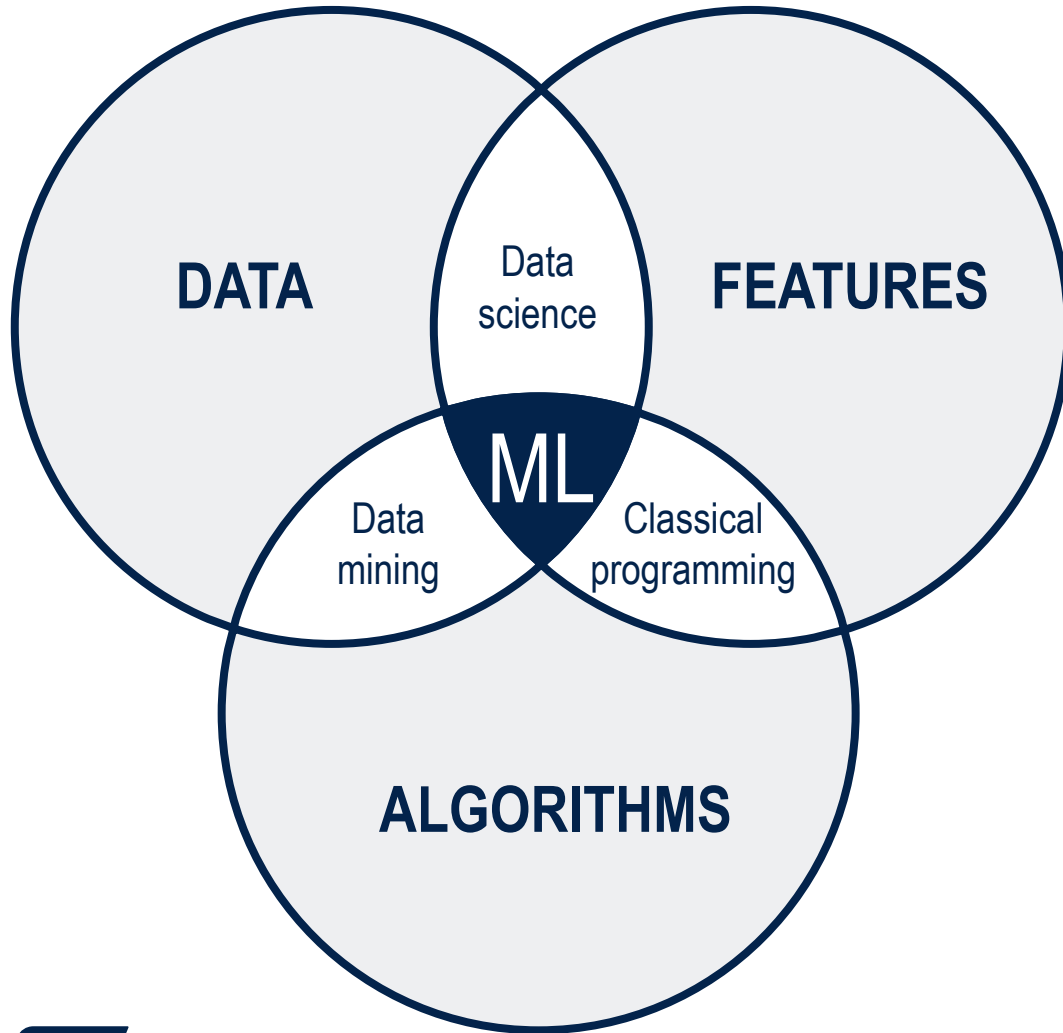 DATA
Data
science
FEATURES
ML
Data
mining
Classical
programming
ALGORITHMS